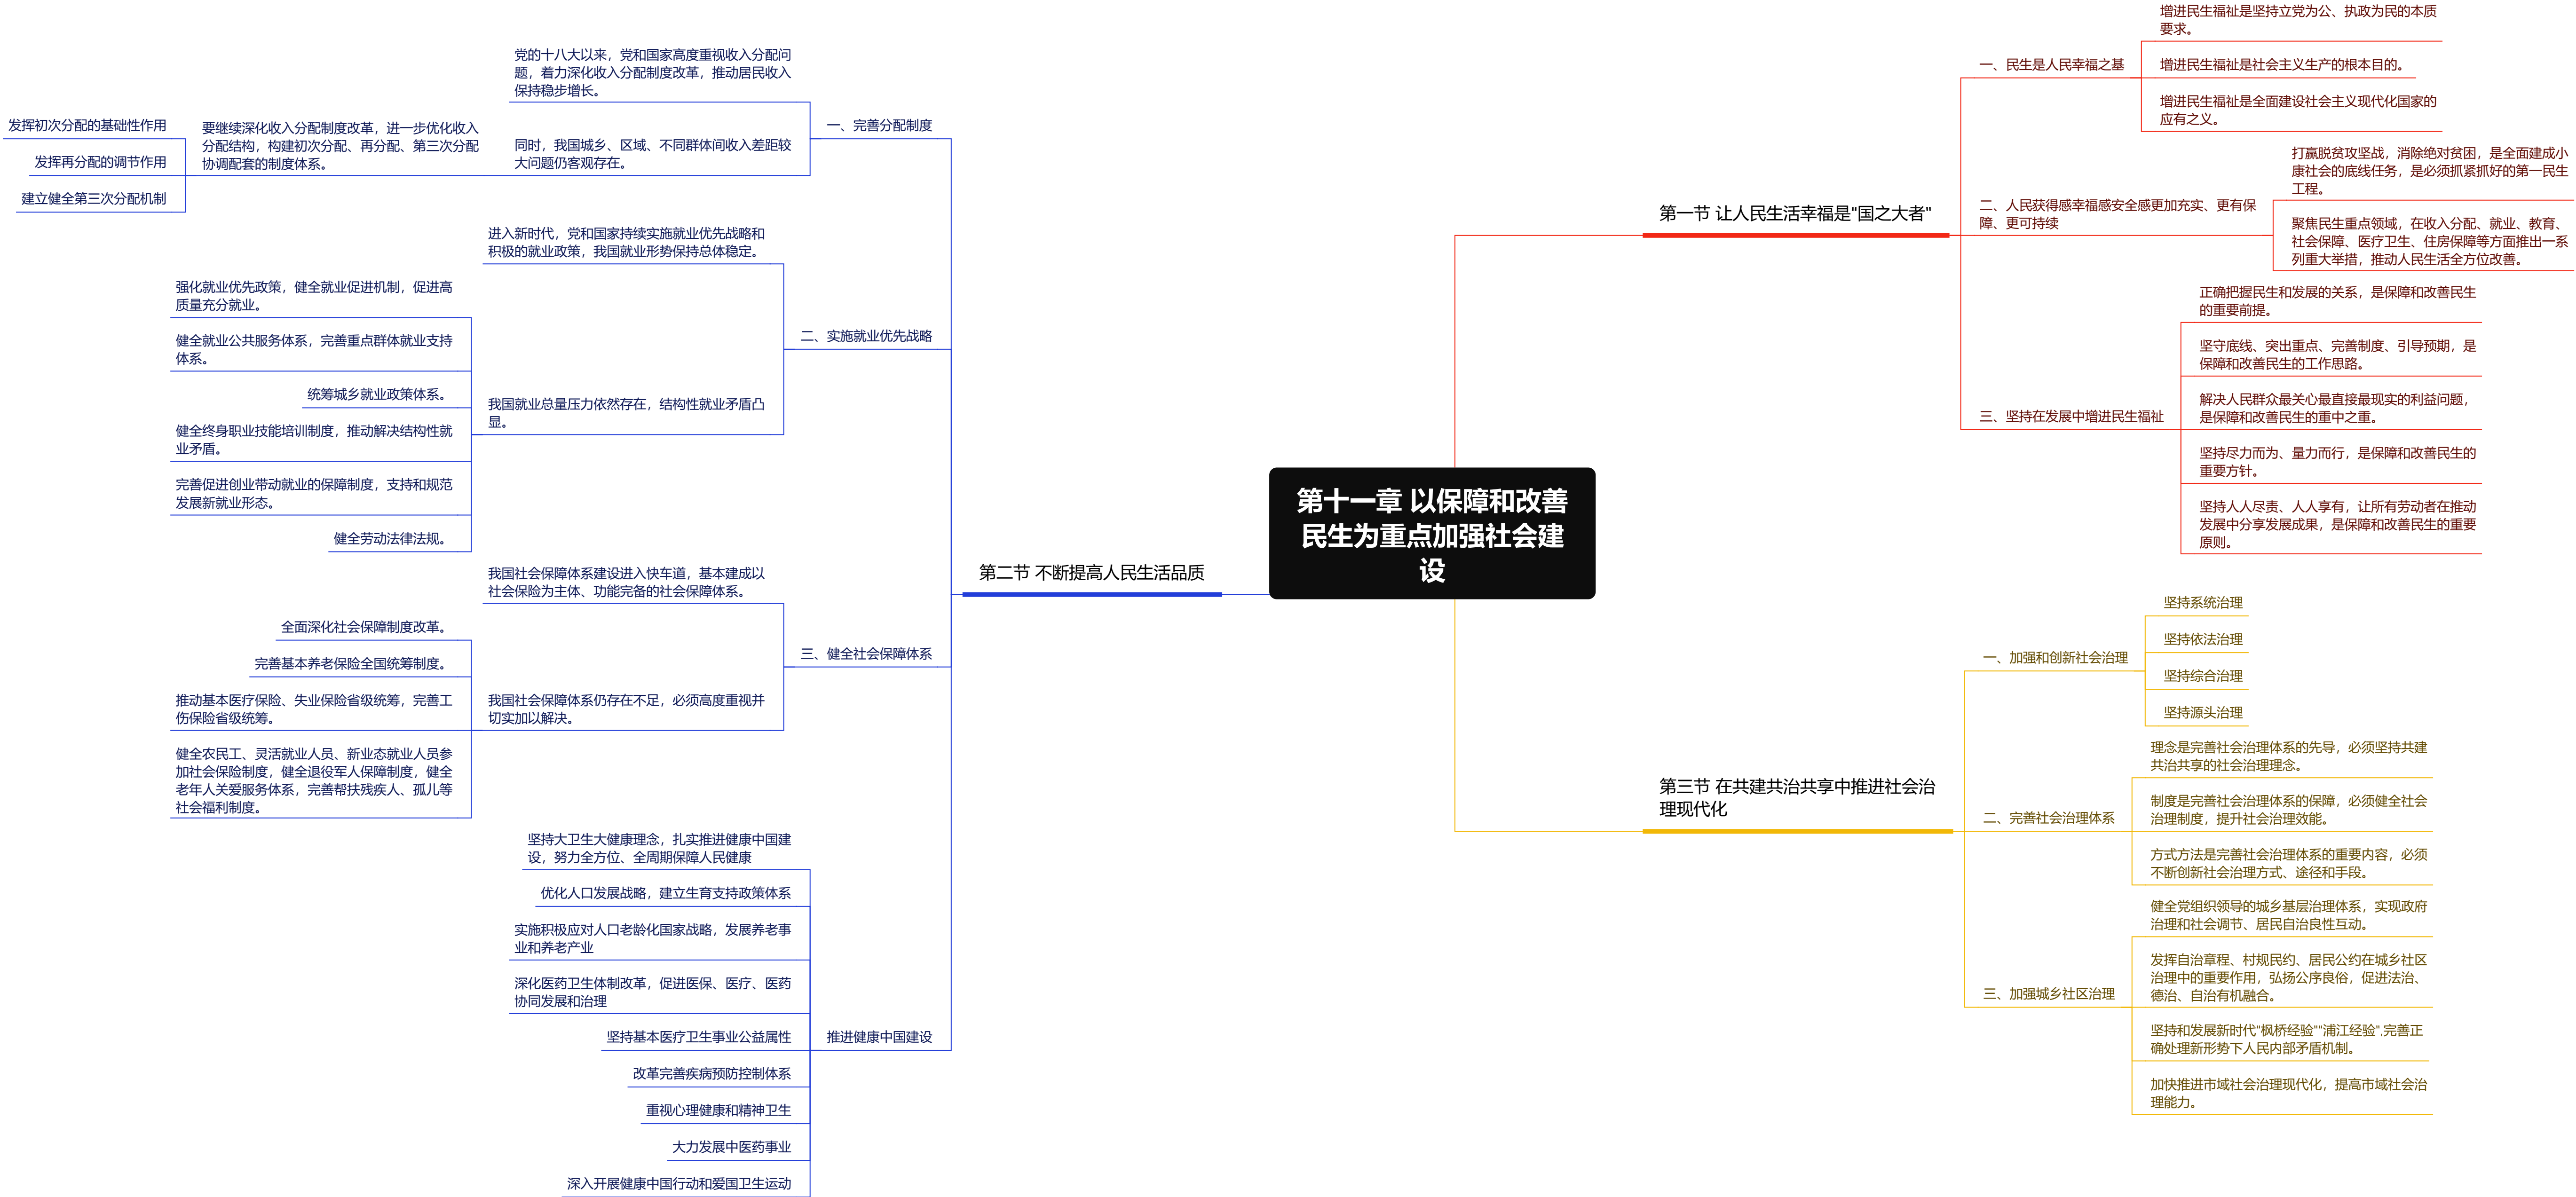 第十一章 以保障和改善
民生为重点加强社会建
设
第一节 让人民生活幸福是"国之大者"
一、民生是人民幸福之基
增进民生福祉是坚持立党为公、执政为民的本质
要求。
增进民生福祉是社会主义生产的根本目的。
增进民生福祉是全面建设社会主义现代化国家的
应有之义。
二、人民获得感幸福感安全感更加充实、更有保
障、更可持续
打赢脱贫攻坚战，消除绝对贫困，是全面建成小
康社会的底线任务，是必须抓紧抓好的第一民生
工程。
聚焦民生重点领域，在收入分配、就业、教育、
社会保障、医疗卫生、住房保障等方面推出一系
列重大举措，推动人民生活全方位改善。
三、坚持在发展中增进民生福祉
正确把握民生和发展的关系，是保障和改善民生
的重要前提。
坚守底线、突出重点、完善制度、引导预期，是
保障和改善民生的工作思路。
解决人民群众最关心最直接最现实的利益问题，
是保障和改善民生的重中之重。
坚持尽力而为、量力而行，是保障和改善民生的
重要方针。
坚持人人尽责、人人享有，让所有劳动者在推动
发展中分享发展成果，是保障和改善民生的重要
原则。
第二节 不断提高人民生活品质
一、完善分配制度
党的十八大以来，党和国家高度重视收入分配问
题，着力深化收入分配制度改革，推动居民收入
保持稳步增长。
同时，我国城乡、区域、不同群体间收入差距较
大问题仍客观存在。
要继续深化收入分配制度改革，进一步优化收入
分配结构，构建初次分配、再分配、第三次分配
协调配套的制度体系。
发挥初次分配的基础性作用
发挥再分配的调节作用
建立健全第三次分配机制
二、实施就业优先战略
进入新时代，党和国家持续实施就业优先战略和
积极的就业政策，我国就业形势保持总体稳定。
我国就业总量压力依然存在，结构性就业矛盾凸
显。
强化就业优先政策，健全就业促进机制，促进高
质量充分就业。
健全就业公共服务体系，完善重点群体就业支持
体系。
统筹城乡就业政策体系。
健全终身职业技能培训制度，推动解决结构性就
业矛盾。
完善促进创业带动就业的保障制度，支持和规范
发展新就业形态。
健全劳动法律法规。
三、健全社会保障体系
我国社会保障体系建设进入快车道，基本建成以
社会保险为主体、功能完备的社会保障体系。
我国社会保障体系仍存在不足，必须高度重视并
切实加以解决。
全面深化社会保障制度改革。
完善基本养老保险全国统筹制度。
推动基本医疗保险、失业保险省级统筹，完善工
伤保险省级统筹。
健全农民工、灵活就业人员、新业态就业人员参
加社会保险制度，健全退役军人保障制度，健全
老年人关爱服务体系，完善帮扶残疾人、孤儿等
社会福利制度。
推进健康中国建设
坚持大卫生大健康理念，扎实推进健康中国建
设，努力全方位、全周期保障人民健康
优化人口发展战略，建立生育支持政策体系
实施积极应对人口老龄化国家战略，发展养老事
业和养老产业
深化医药卫生体制改革，促进医保、医疗、医药
协同发展和治理
坚持基本医疗卫生事业公益属性
改革完善疾病预防控制体系
重视心理健康和精神卫生
大力发展中医药事业
深入开展健康中国行动和爱国卫生运动
第三节 在共建共治共享中推进社会治
理现代化
一、加强和创新社会治理
坚持系统治理
坚持依法治理
坚持综合治理
坚持源头治理
二、完善社会治理体系
理念是完善社会治理体系的先导，必须坚持共建
共治共享的社会治理理念。
制度是完善社会治理体系的保障，必须健全社会
治理制度，提升社会治理效能。
方式方法是完善社会治理体系的重要内容，必须
不断创新社会治理方式、途径和手段。
三、加强城乡社区治理
健全党组织领导的城乡基层治理体系，实现政府
治理和社会调节、居民自治良性互动。
发挥自治章程、村规民约、居民公约在城乡社区
治理中的重要作用，弘扬公序良俗，促进法治、
德治、自治有机融合。
坚持和发展新时代"枫桥经验""浦江经验",完善正
确处理新形势下人民内部矛盾机制。
加快推进市域社会治理现代化，提高市域社会治
理能力。